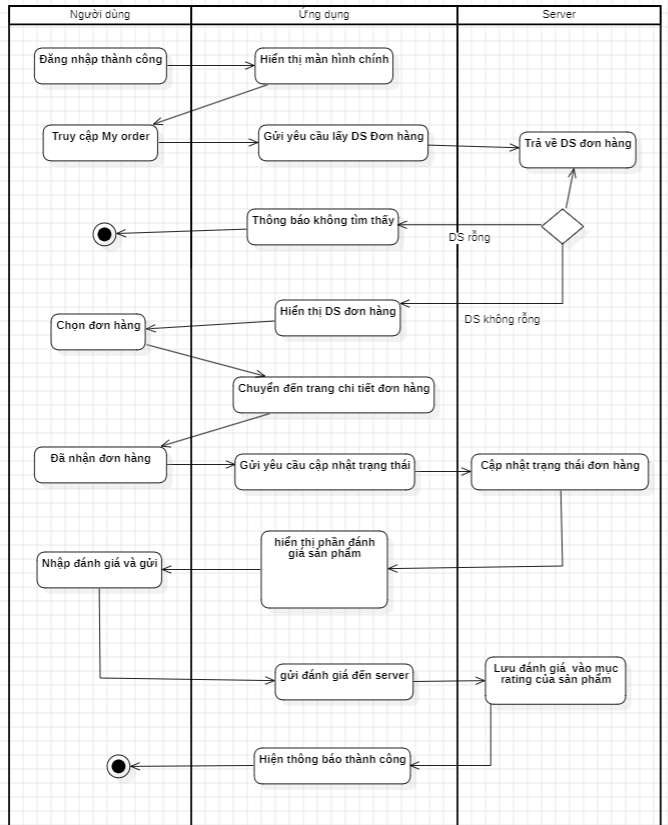 Người dùng
Ứng dụng
Server
Đăng nhập thành công
Hiển thị màn hình chính
Truy cập My order
Gửi yêu cầu lấy DS Đơn hàng
Trả về DS đơn hàng
Thông báo không tìm thấy
DS rỗng
Hiển thị DS đơn hàng
DS không rỗng
Chọn đơn hàng
Chuyển đến trang chi tiết đơn hàng
Đã nhận đơn hàng
Gửi yêu cầu cập nhật trạng thái
Cập nhật trạng thái đơn hàng
hiển thị phần đánh
giá sản phẩm
Nhập đánh giá và gửi
gửi đánh giá đến server
Lưu đánh giá vào mục
rating của sản phẩm
Hiện thông báo thành công